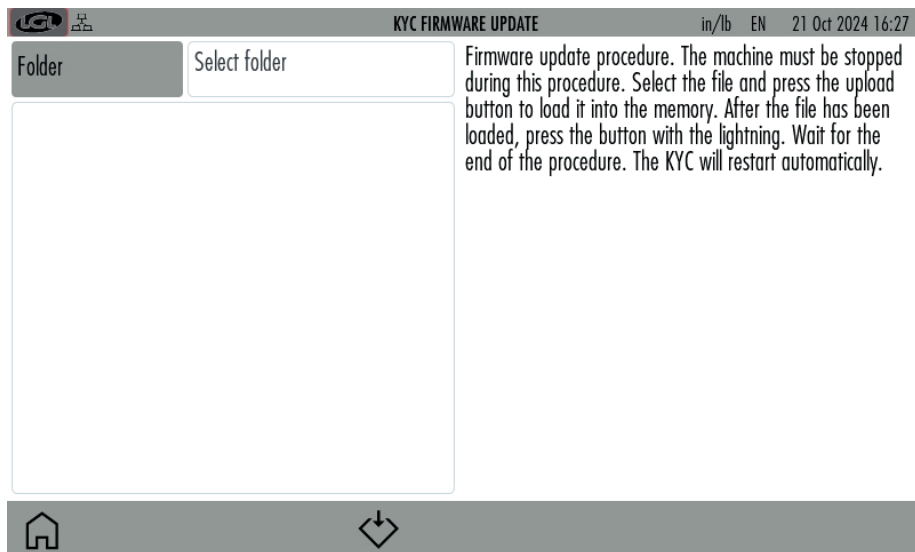 LGL
KYC FIRMWARE UPDATE
in/lb EN 21 Oct 2024 16:27
Folder
Select folder
Firmware update procedure. The machine must be stopped
during this procedure. Select the file and press the upload
button to load it into the memory. After the file has been
loaded, press the button with the lightning. Wait for the
end of the procedure. The KYC will restart automatically.